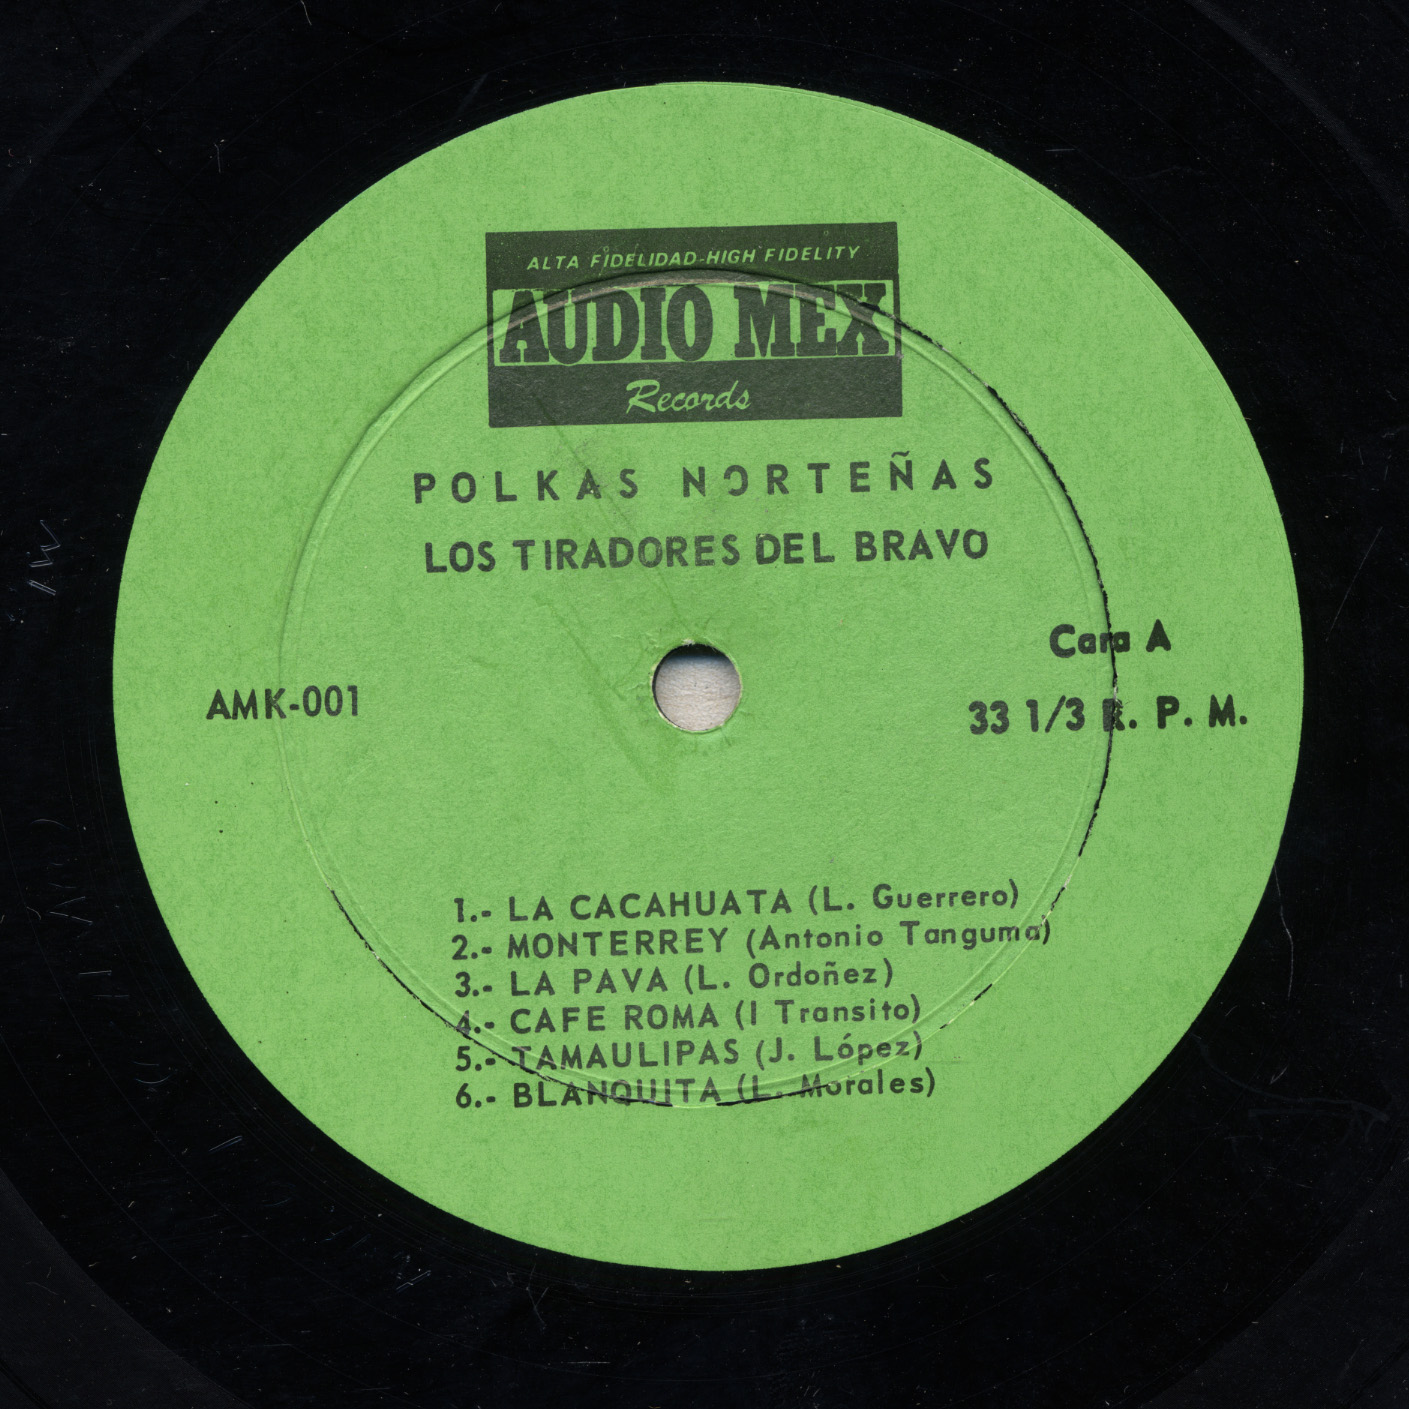 ALTA FIDELIDAD-HIGH FIDELITY
AUDIO MEX
Records
POLKAS NORTEÑAS
LOS TIRADORES DEL BRAVO
Cara A
AMK-001
33 1/3 R. P. M.
1.- LA CACAHUATA (L. Guerrero)
2.- MONTERREY (Antonio Tanguma)
3.- LA PAVA (L. Ordoñez)
4.- CAFE ROMA (I Transito)
5.- TAMAULIPAS (J. López)
6.- BLANQUITA (L. Morales)